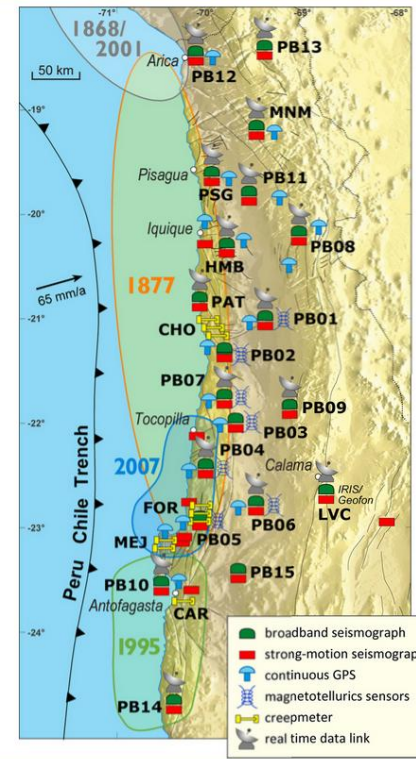 -71°
-70°
-69°
-68°
1868/
2001
50 km
Arica
PB12
PB13
-19°
MNM
Pisagua
PSG
PB11
-20°
Iquique
HMB
PB08
1877
65 mm/a
PAT
PB01
-21°
CHO
PB02
PB07
PB09
-22°
Tocopilla
PB03
PB04
2007
Calama
IRIS/
Geofon
LVC
FOR
PB06
-23°
MEJ
PB05
Peru Chile Trench
PB15
PB10
Antofagasta
CAR
-24°
1995
PB14
broadband seismograph
strong-motion seismograph
continuous GPS
magnetotellurics sensors
creepmeter
real time data link